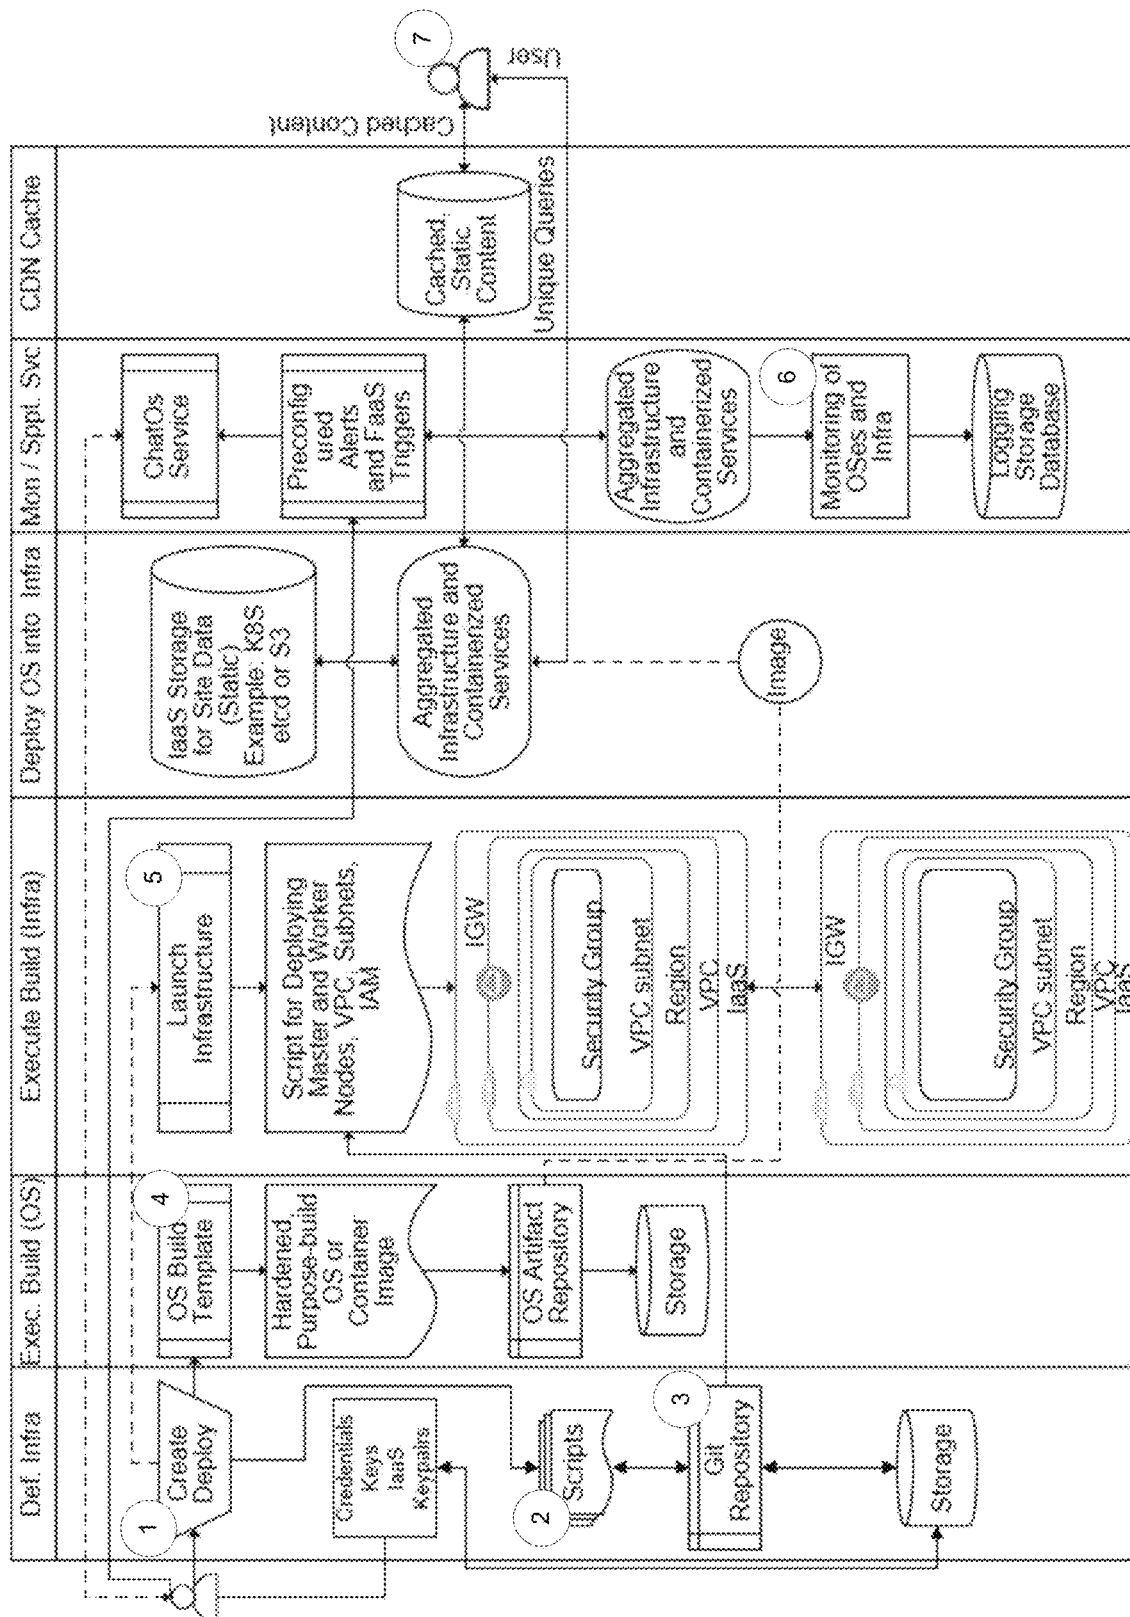 Def. Infra
Exec. Build (OS)
Execute Build (Infra)
Deploy OS into Infra
Mon / Sppl. Svc
CDN Cache
1
Create
Deploy
Credentials
Keys
IaaS
Keypairs
2
Scripts
3
Git
Repository
Storage
4
OS Build
Template
Hardened,
Purpose-build
OS or
Container
Image
OS Artifact
Repository
Storage
5
Launch
Infrastructure
Script for Deploying
Master and Worker
Nodes, VPC, Subnets,
IAM
IGW
Security Group
VPC subnet
Region
VPC
IaaS
IGW
Security Group
VPC subnet
Region
VPC
IaaS
IaaS Storage
for Site Data
(Static)
Example: K8S
etcd or S3
Aggregated
Infrastructure and
Containerized
Services
Image
ChatOs
Service
Preconfig
ured
Alerts
and FaaS
Triggers
Aggregated
Infrastructure
and
Containerized
Services
6
Monitoring of
OSes and
Infra
Logging
Storage
Database
Cached,
Static
Content
Unique Queries
Cached Content
7
User